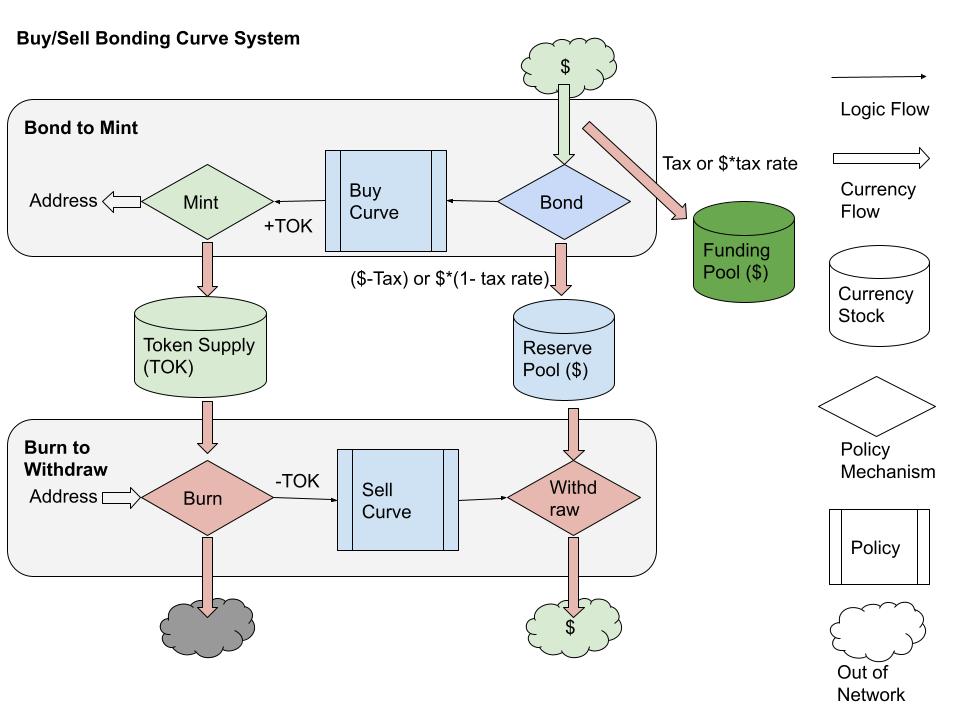 Buy/Sell Bonding Curve System
$
Bond to Mint
Tax or $*tax rate
Address
Mint
+TOK
Buy
Curve
Bond
Funding
Pool ($)
($-Tax) or $*(1- tax rate)
Token Supply
(TOK)
Reserve
Pool ($)
Burn to
Withdraw
Address
Burn
-TOK
Sell
Curve
Withd
raw
$
Logic Flow
Currency
Flow
Currency
Stock
Policy
Mechanism
Policy
Out of
Network